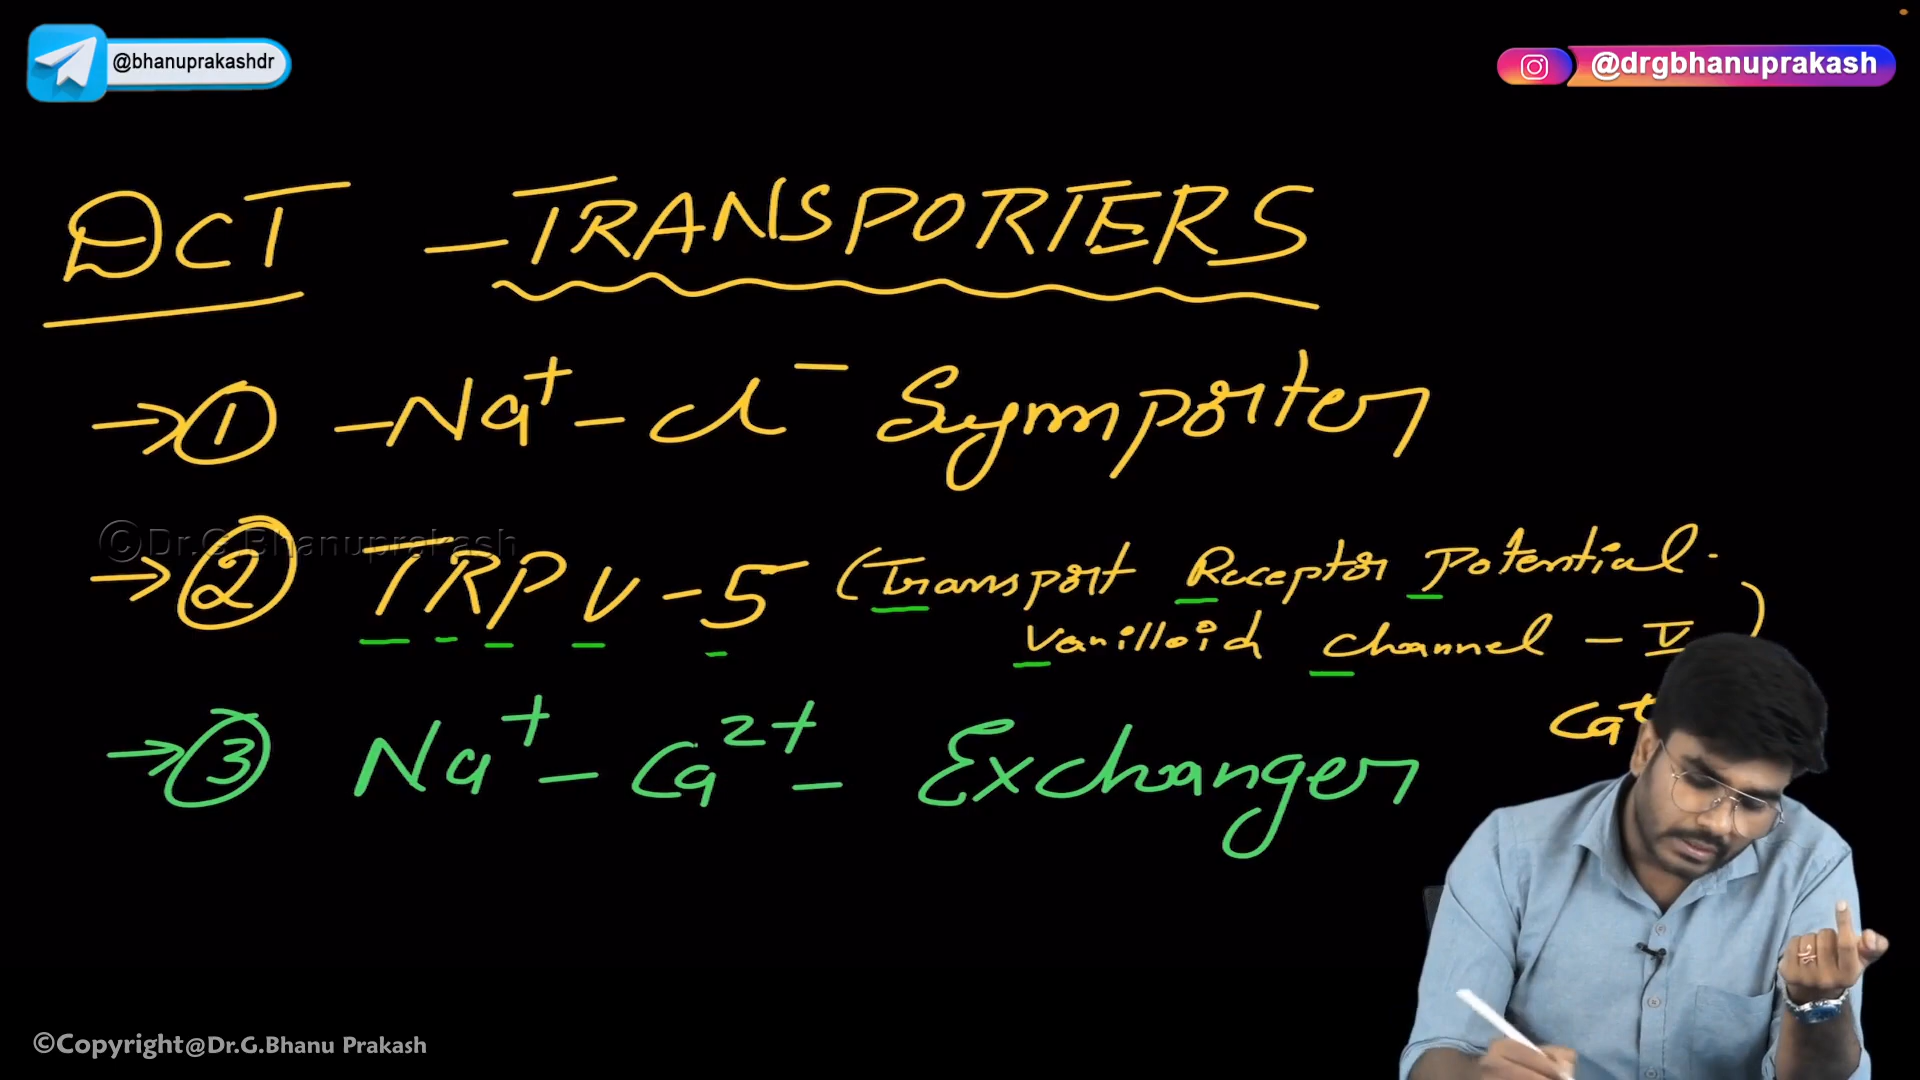 @bhanuprakashdr
@drgbhanuprakash
DCT - TRANSPORTERS
→ ① - Na⁺ - Cl⁻ Symporter
©Dr.G.Bhanuprakash
→ ② TRPV-5 (Transport Receptor Potential.
Vanilloid Channel - V)
Ca⁺
→ ③ Na⁺ - Ca²⁺ - Exchanger
©Copyright@Dr.G.Bhanu Prakash